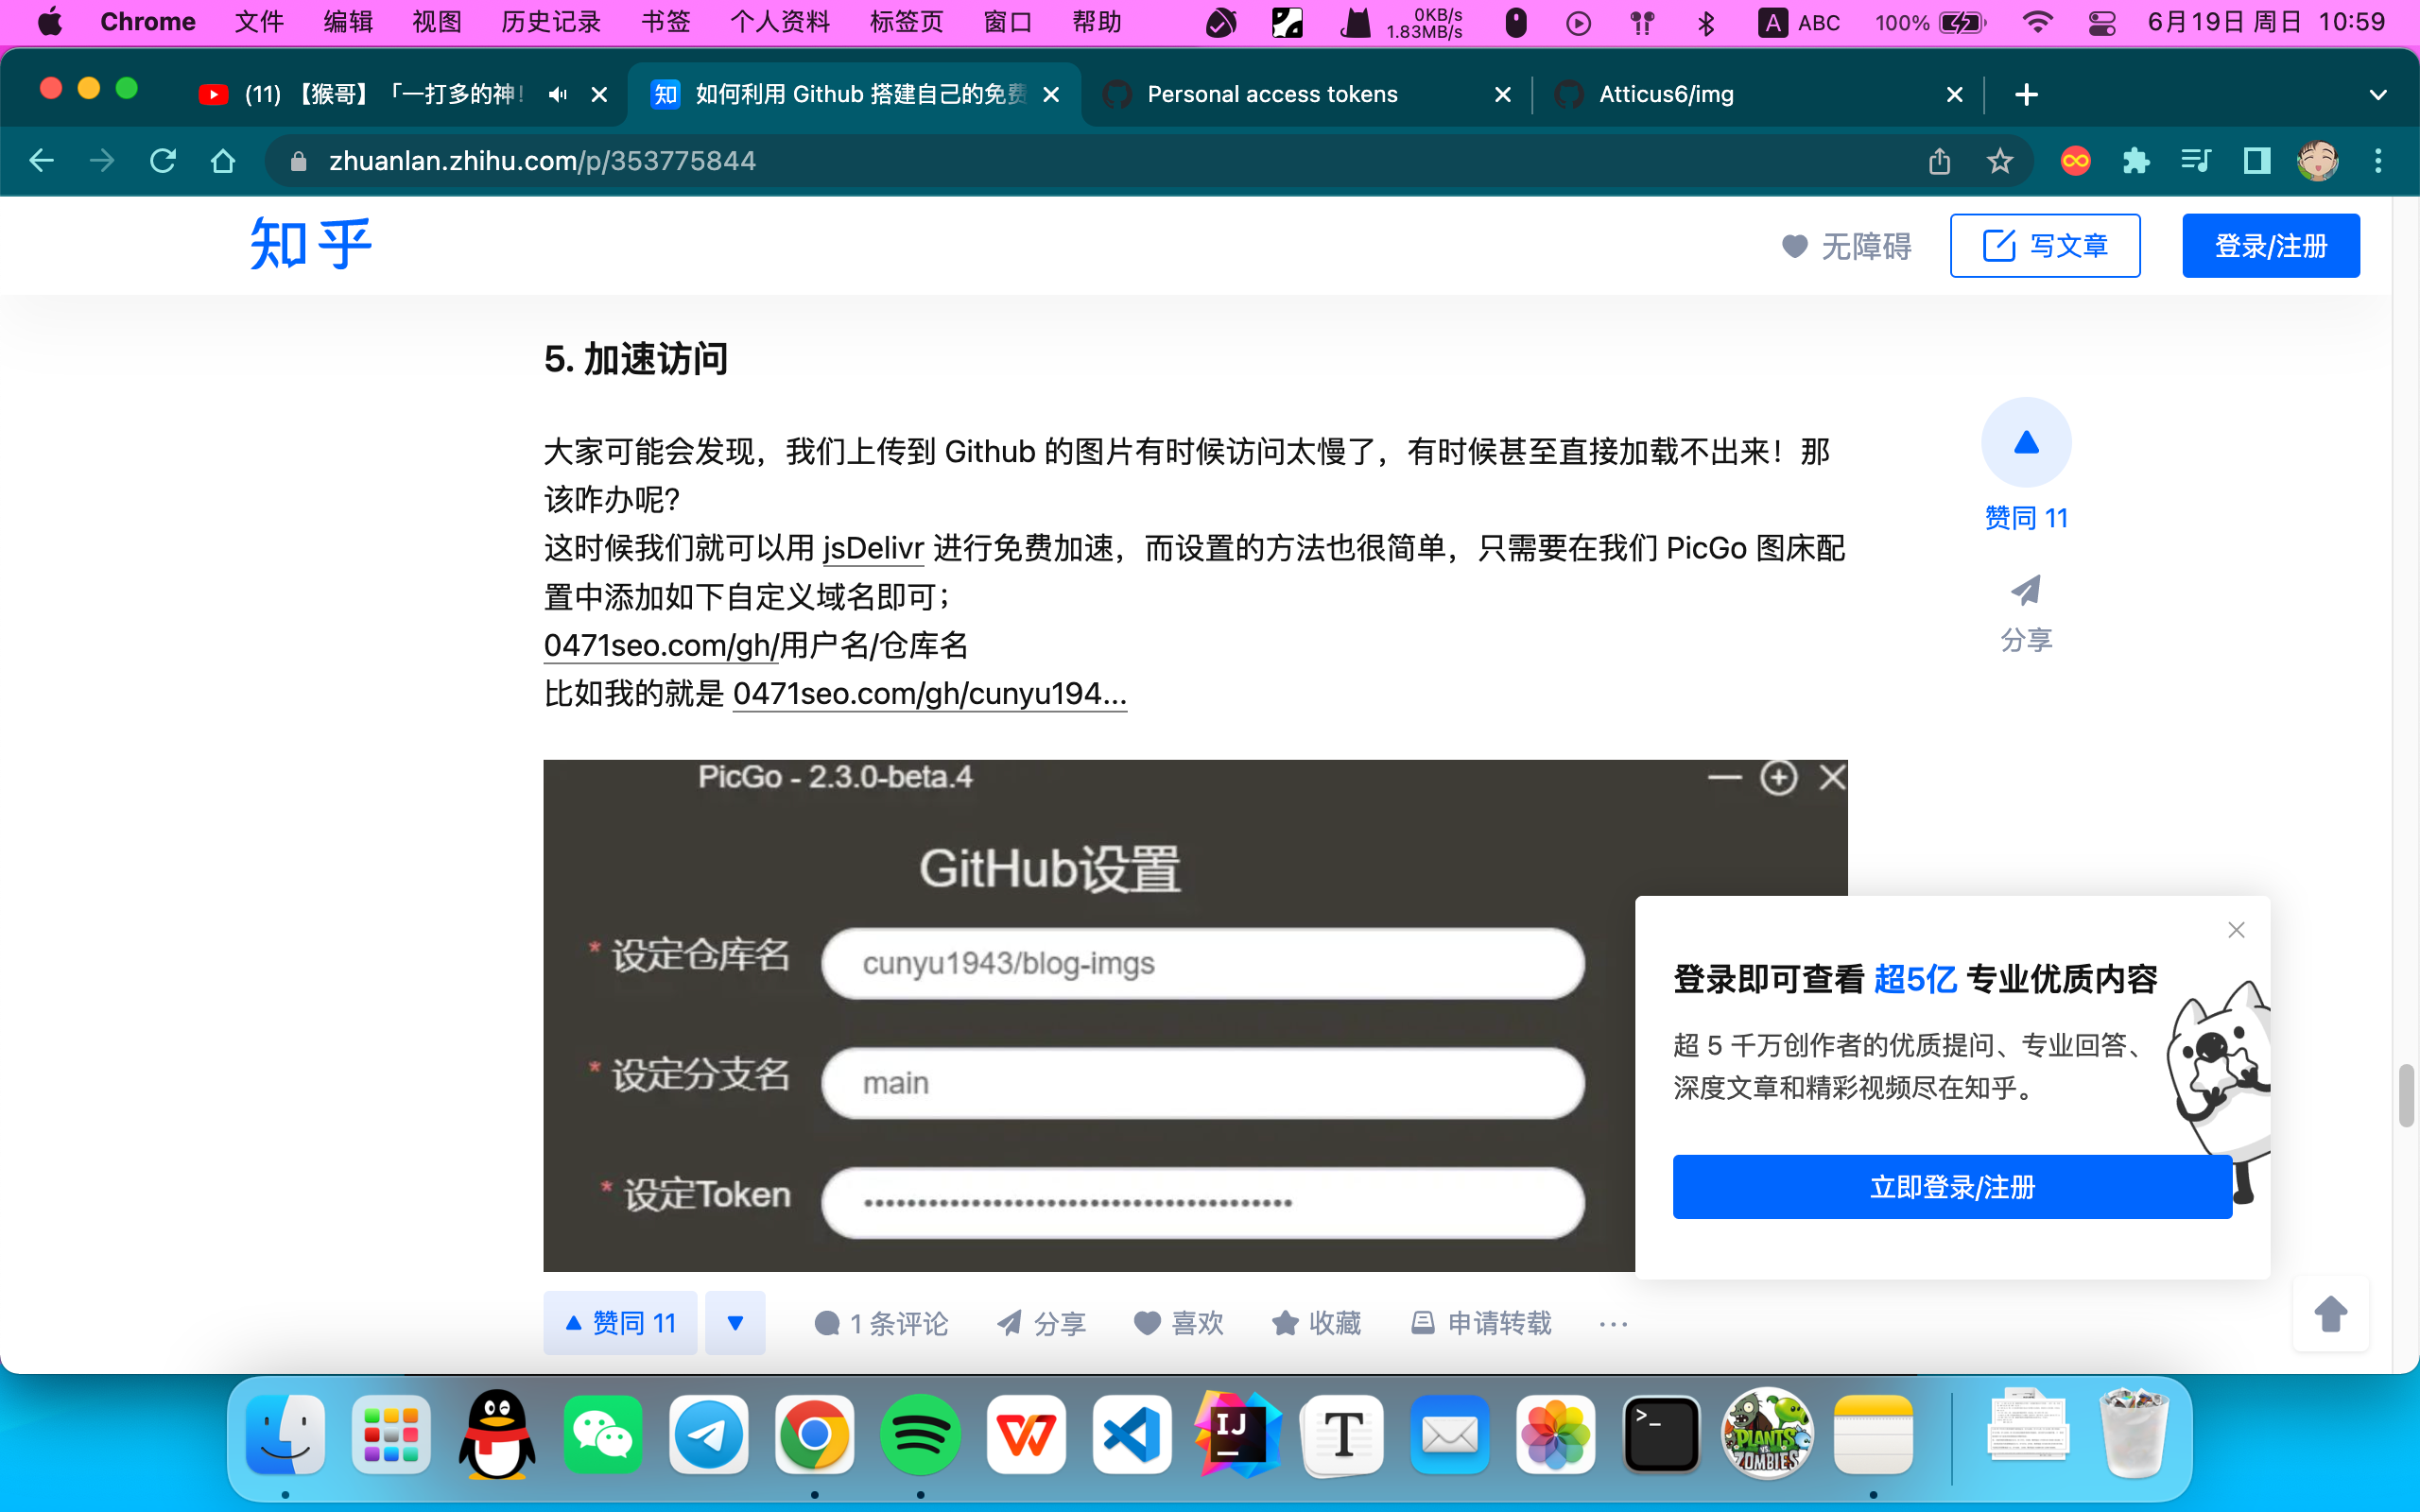 Chrome 文件 编辑 视图 历史记录 书签 个人资料 标签页 窗口 帮助 0KB/s 1.83MB/s A ABC 100% 6月19日 周日 10:59
(11) 【猴哥】「一打多的神! 知 如何利用 Github 搭建自己的免费 Personal access tokens Atticus6/img
zhuanlan.zhihu.com/p/353775844
知乎 无障碍 写文章 登录/注册
5. 加速访问
大家可能会发现，我们上传到 Github 的图片有时候访问太慢了，有时候甚至直接加载不出来！那
该咋办呢？
这时候我们就可以用 jsDelivr 进行免费加速，而设置的方法也很简单，只需要在我们 PicGo 图床配
置中添加如下自定义域名即可；
0471seo.com/gh/用户名/仓库名
比如我的就是 0471seo.com/gh/cunyu194...
赞同 11
分享
PicGo - 2.3.0-beta.4
GitHub设置
* 设定仓库名 cunyu1943/blog-imgs
* 设定分支名 main
* 设定Token
登录即可查看 超5亿 专业优质内容
超 5 千万创作者的优质提问、专业回答、
深度文章和精彩视频尽在知乎。
立即登录/注册
赞同 11 1 条评论 分享 喜欢 收藏 申请转载 ...
IJ T >_ PLANTS VS. ZOMBIES